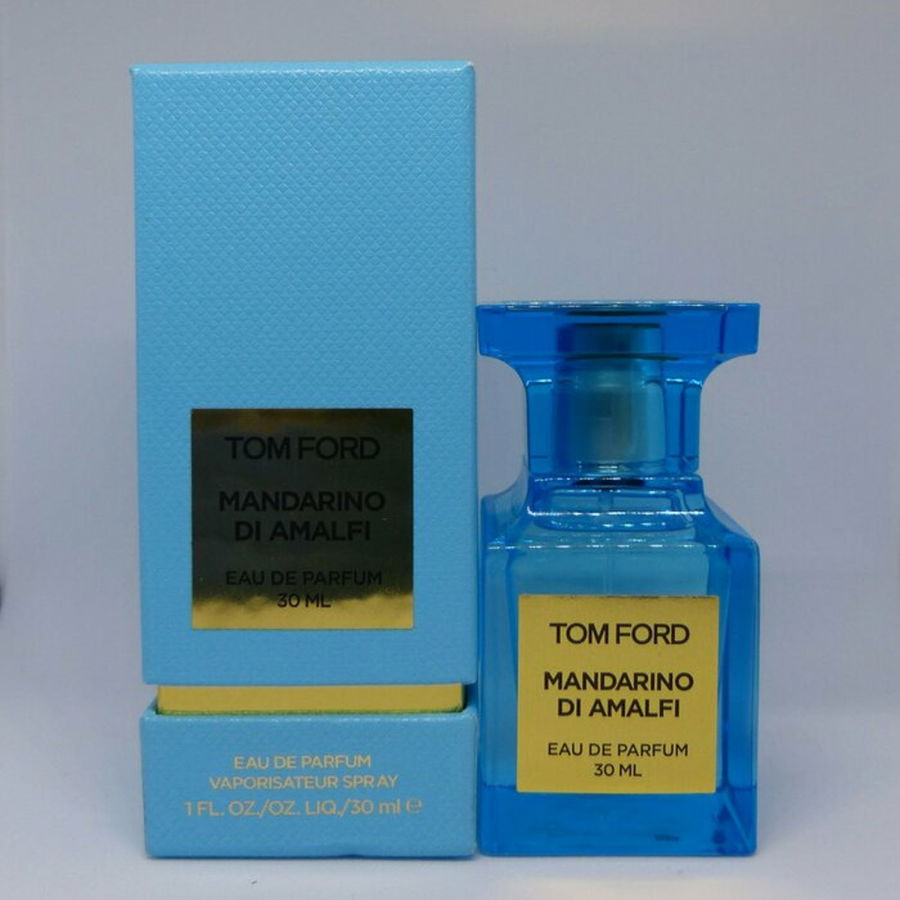 TOM FORD
MANDARINO
DI AMALFI
EAU DE PARFUM
30 ML
EAU DE PARFUM
VAPORISATEUR SPRAY
1 FL. OZ./OZ. LIQ./30 ml ℮
TOM FORD
MANDARINO
DI AMALFI
EAU DE PARFUM
30 ML